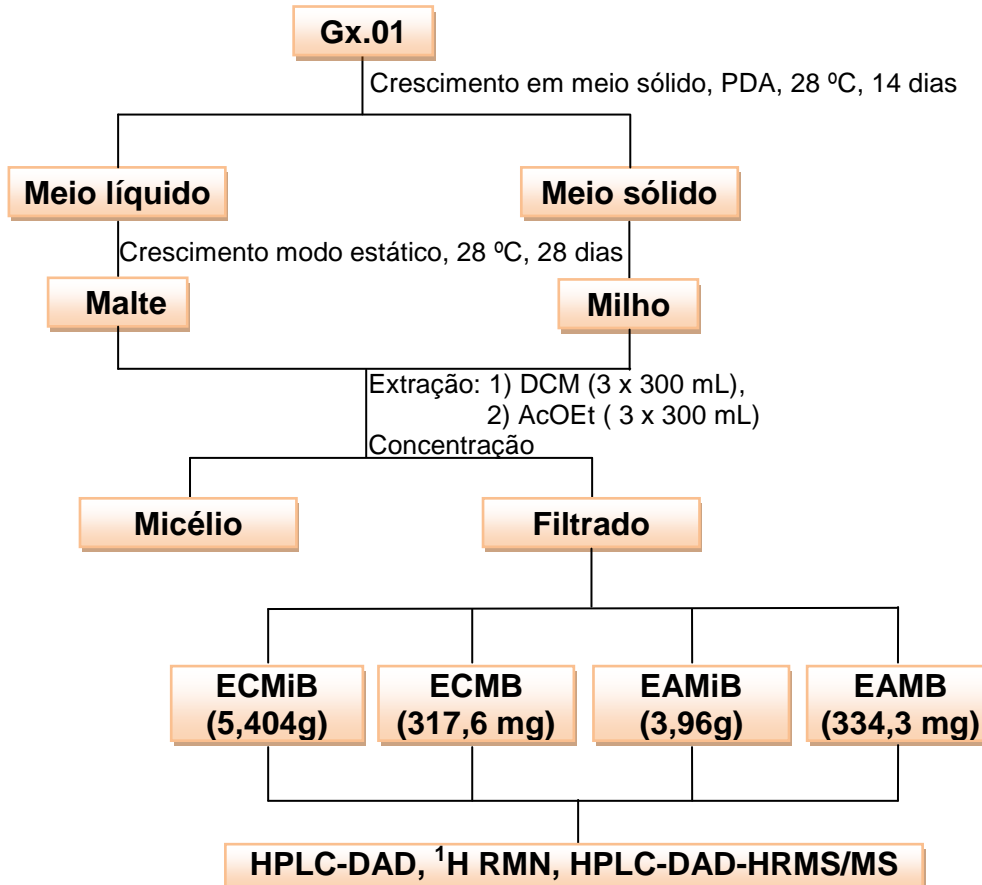 Gx.01
Crescimento em meio sólido, PDA, 28 ºC, 14 dias
Meio líquido
Meio sólido
Crescimento modo estático, 28 ºC, 28 dias
Malte
Milho
Extração: 1) DCM (3 x 300 mL),
2) AcOEt ( 3 x 300 mL)
Concentração
Micélio
Filtrado
ECMiB
(5,404g)
ECMB
(317,6 mg)
EAMiB
(3,96g)
EAMB
(334,3 mg)
HPLC-DAD, ¹H RMN, HPLC-DAD-HRMS/MS